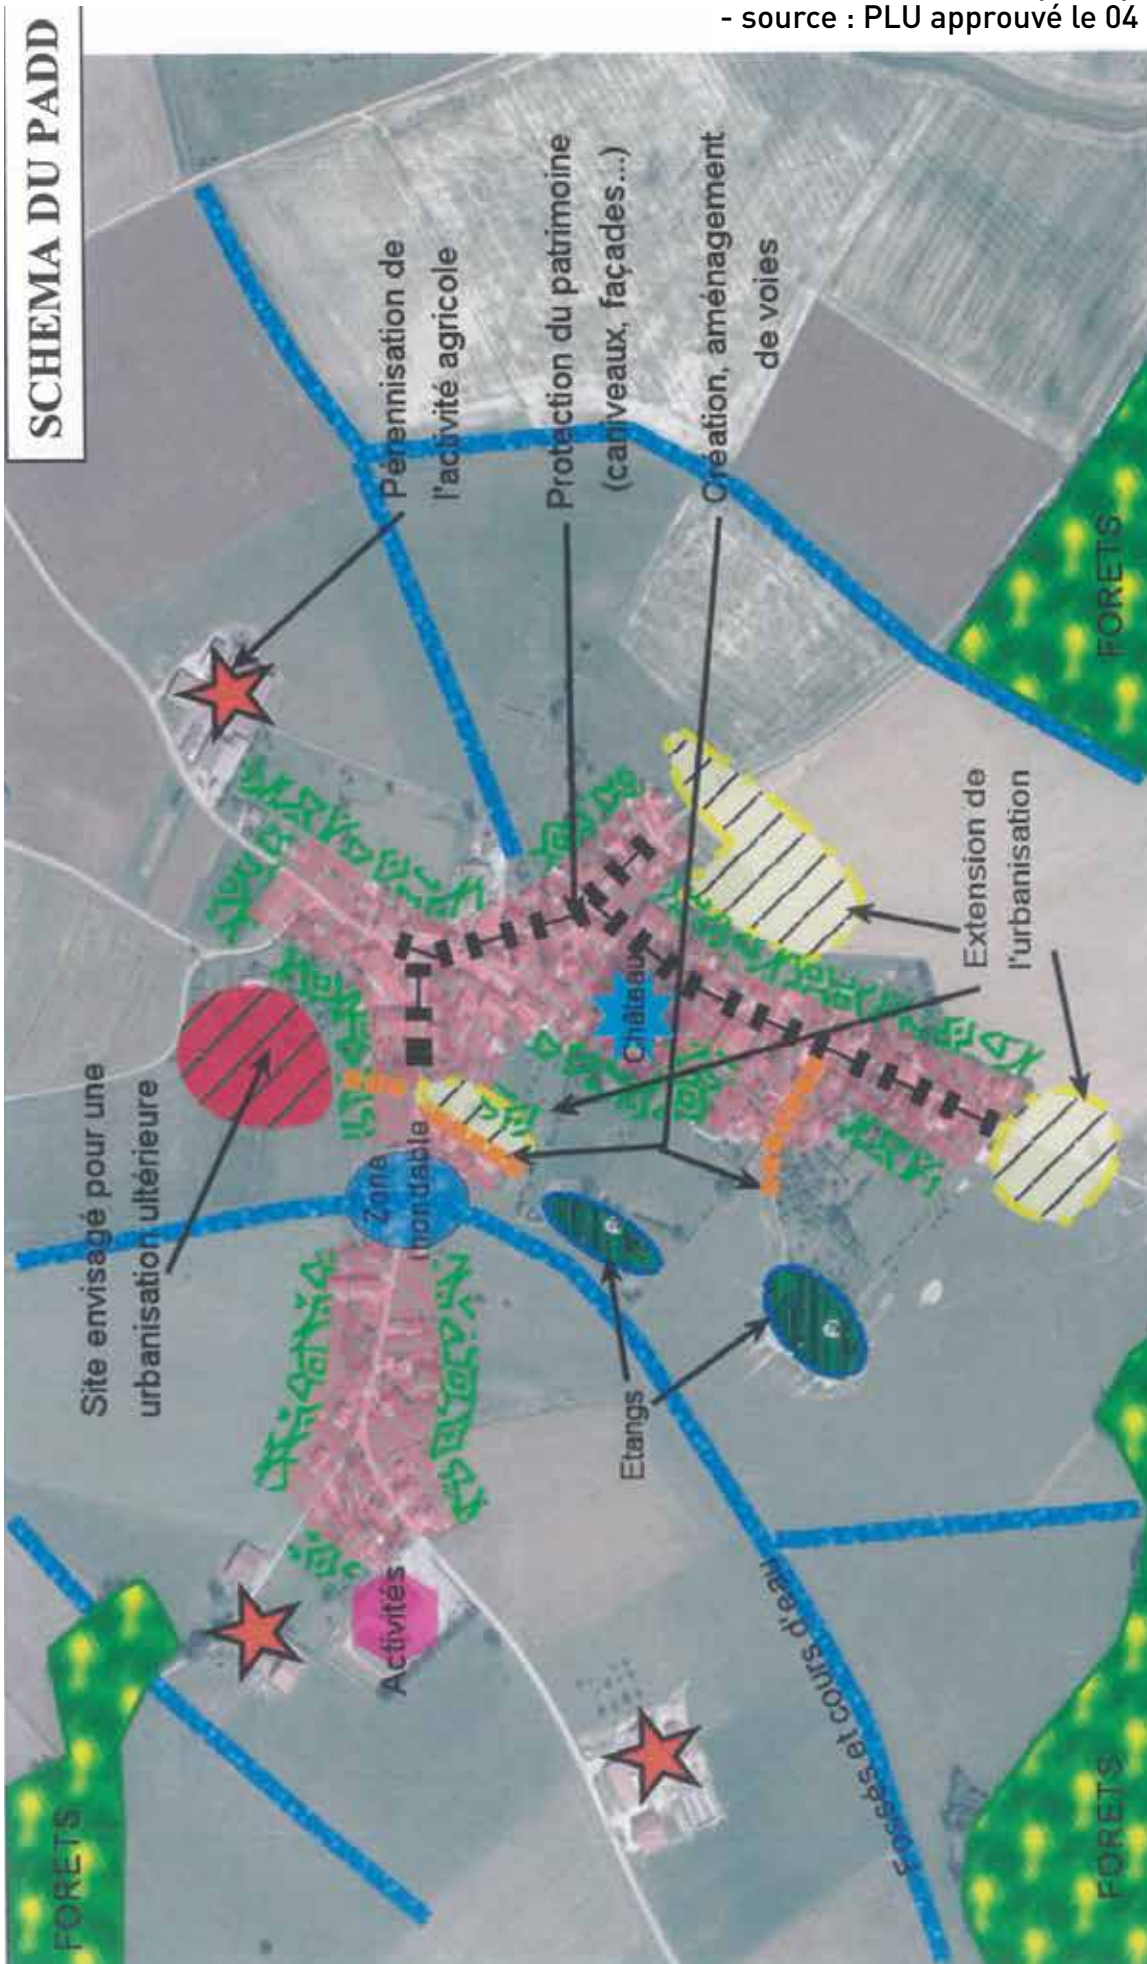 - source : PLU approuvé le 04
SCHEMA DU PADD
Pérennisation de
l'activité agricole
Protection du patrimoine
(caniveaux, façades...)
Création, aménagement
de voies
Site envisagé pour une
urbanisation ultérieure
Zone
inondable
Château
Extension de
l'urbanisation
Etangs
Activités
Fossés et cours d'eau
FORETS
FORETS
FORETS